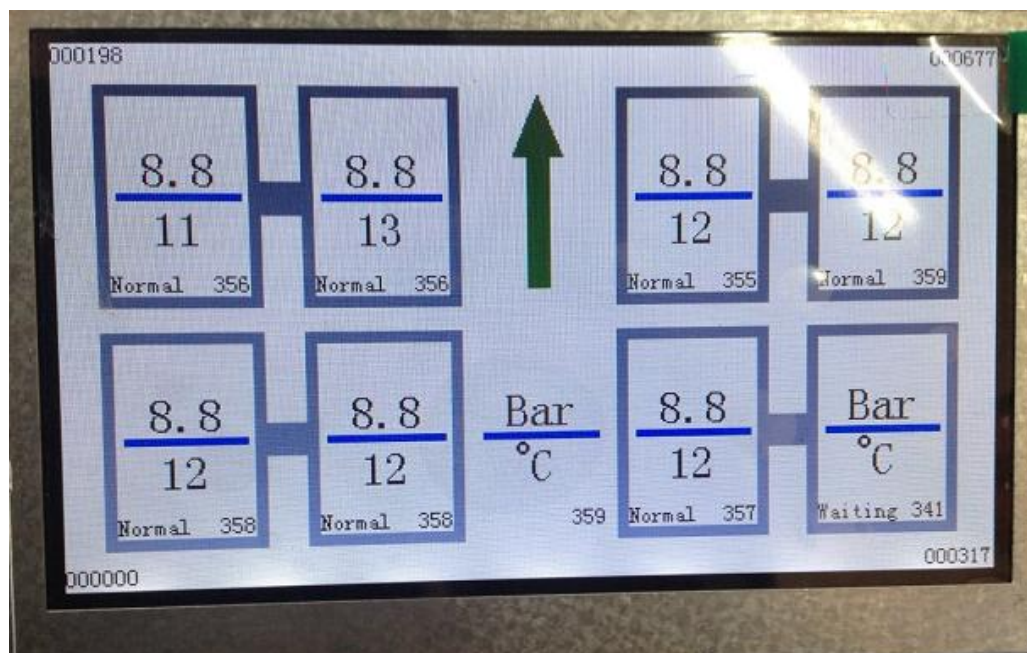 000198 000677
8.8 8.8 8.8 8.8
11 13 12 12
Normal 356 Normal 356 Normal 355 Normal 359
8.8 8.8 Bar 8.8 Bar
12 12 °C 12 °C
Normal 358 Normal 358 359 Normal 357 Waiting 341
000000 000317